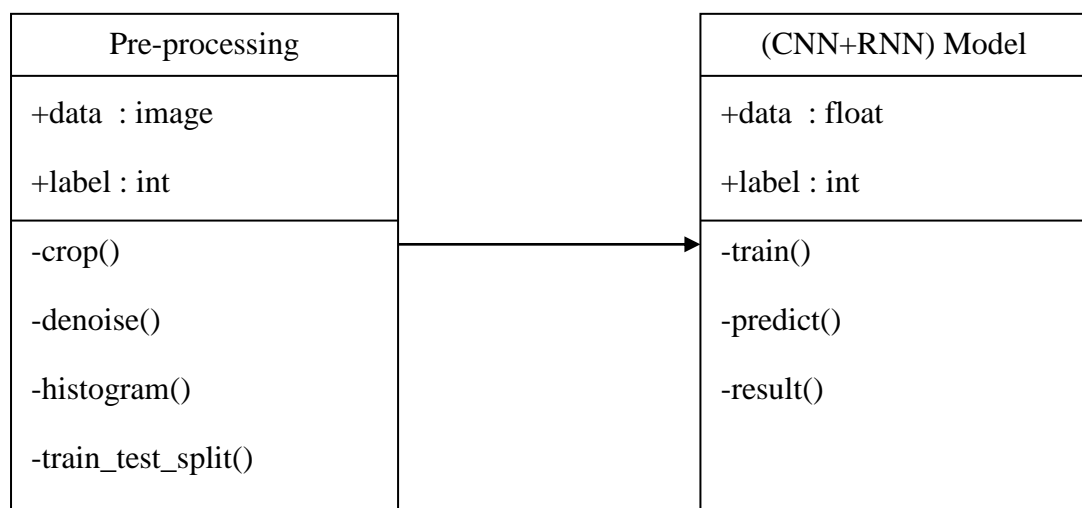 Pre-processing
+data  : image
+label : int
-crop()
-denoise()
-histogram()
-train_test_split()
(CNN+RNN) Model
+data  : float
+label : int
-train()
-predict()
-result()